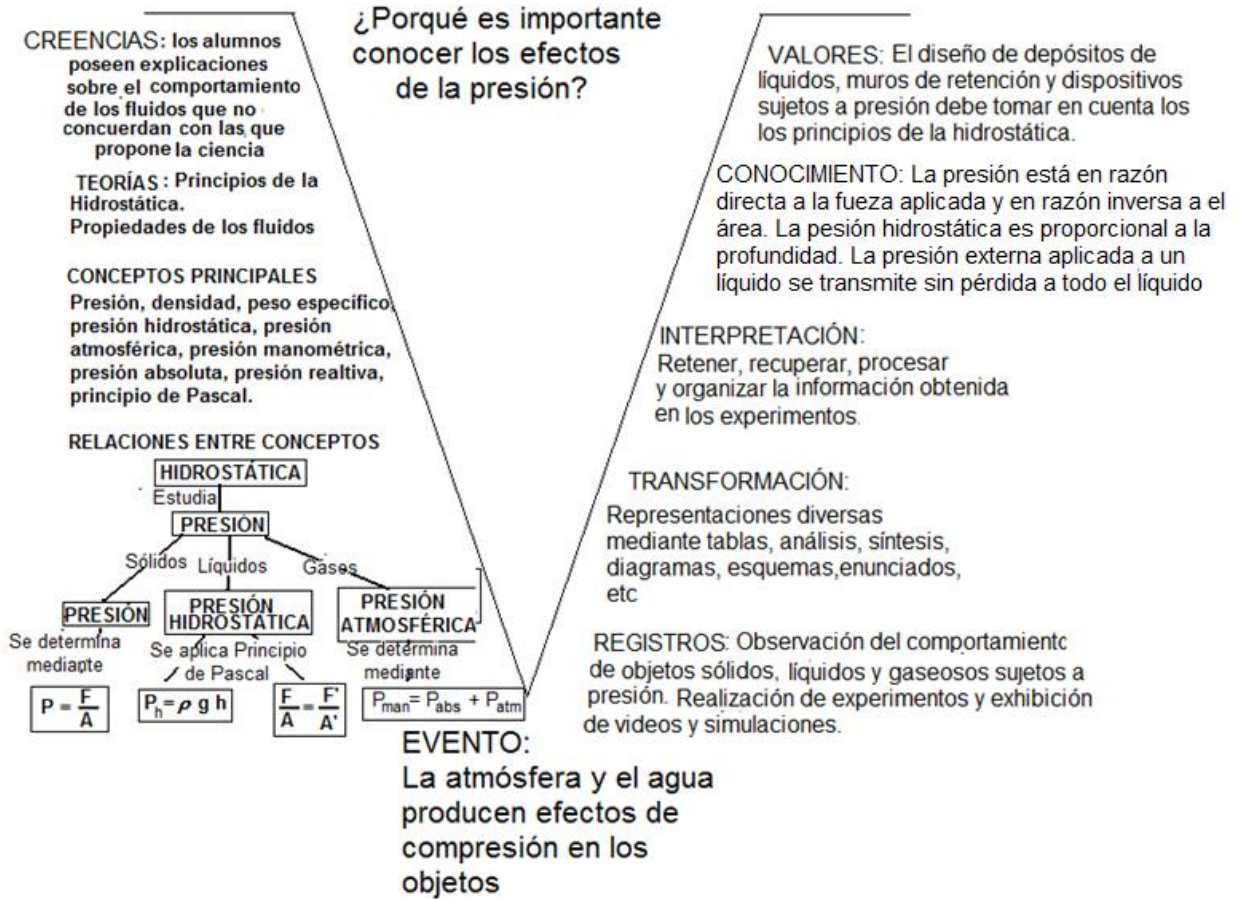 ¿Porqué es importante
conocer los efectos
de la presión?
CREENCIAS: los alumnos
poseen explicaciones
sobre el comportamiento
de los fluidos que no
concuerdan con las que
propone la ciencia
TEORÍAS : Principios de la
Hidrostática.
Propiedades de los fluidos
CONCEPTOS PRINCIPALES
Presión, densidad, peso específico,
presión hidrostática, presión
atmosférica, presión manométrica,
presión absoluta, presión realtiva,
principio de Pascal.
RELACIONES ENTRE CONCEPTOS
HIDROSTÁTICA
Estudia
PRESIÓN
Sólidos Líquidos Gases
PRESIÓN
PRESIÓN
HIDROSTÁTICA
PRESIÓN
ATMOSFÉRICA
Se determina
mediante
Se aplica Principio
de Pascal
Se determina
mediante
P = F/A
Ph = ρ g h
F/A = F'/A'
Pman = Pabs + Patm
EVENTO:
La atmósfera y el agua
producen efectos de
compresión en los
objetos
VALORES: El diseño de depósitos de
líquidos, muros de retención y dispositivos
sujetos a presión debe tomar en cuenta los
los principios de la hidrostática.
CONOCIMIENTO: La presión está en razón
directa a la fueza aplicada y en razón inversa a el
área. La pesión hidrostática es proporcional a la
profundidad. La presión externa aplicada a un
líquido se transmite sin pérdida a todo el líquido
INTERPRETACIÓN:
Retener, recuperar, procesar
y organizar la información obtenida
en los experimentos.
TRANSFORMACIÓN:
Representaciones diversas
mediante tablas, análisis, síntesis,
diagramas, esquemas,enunciados,
etc
REGISTROS: Observación del comportamiento
de objetos sólidos, líquidos y gaseosos sujetos a
presión. Realización de experimentos y exhibición
de videos y simulaciones.